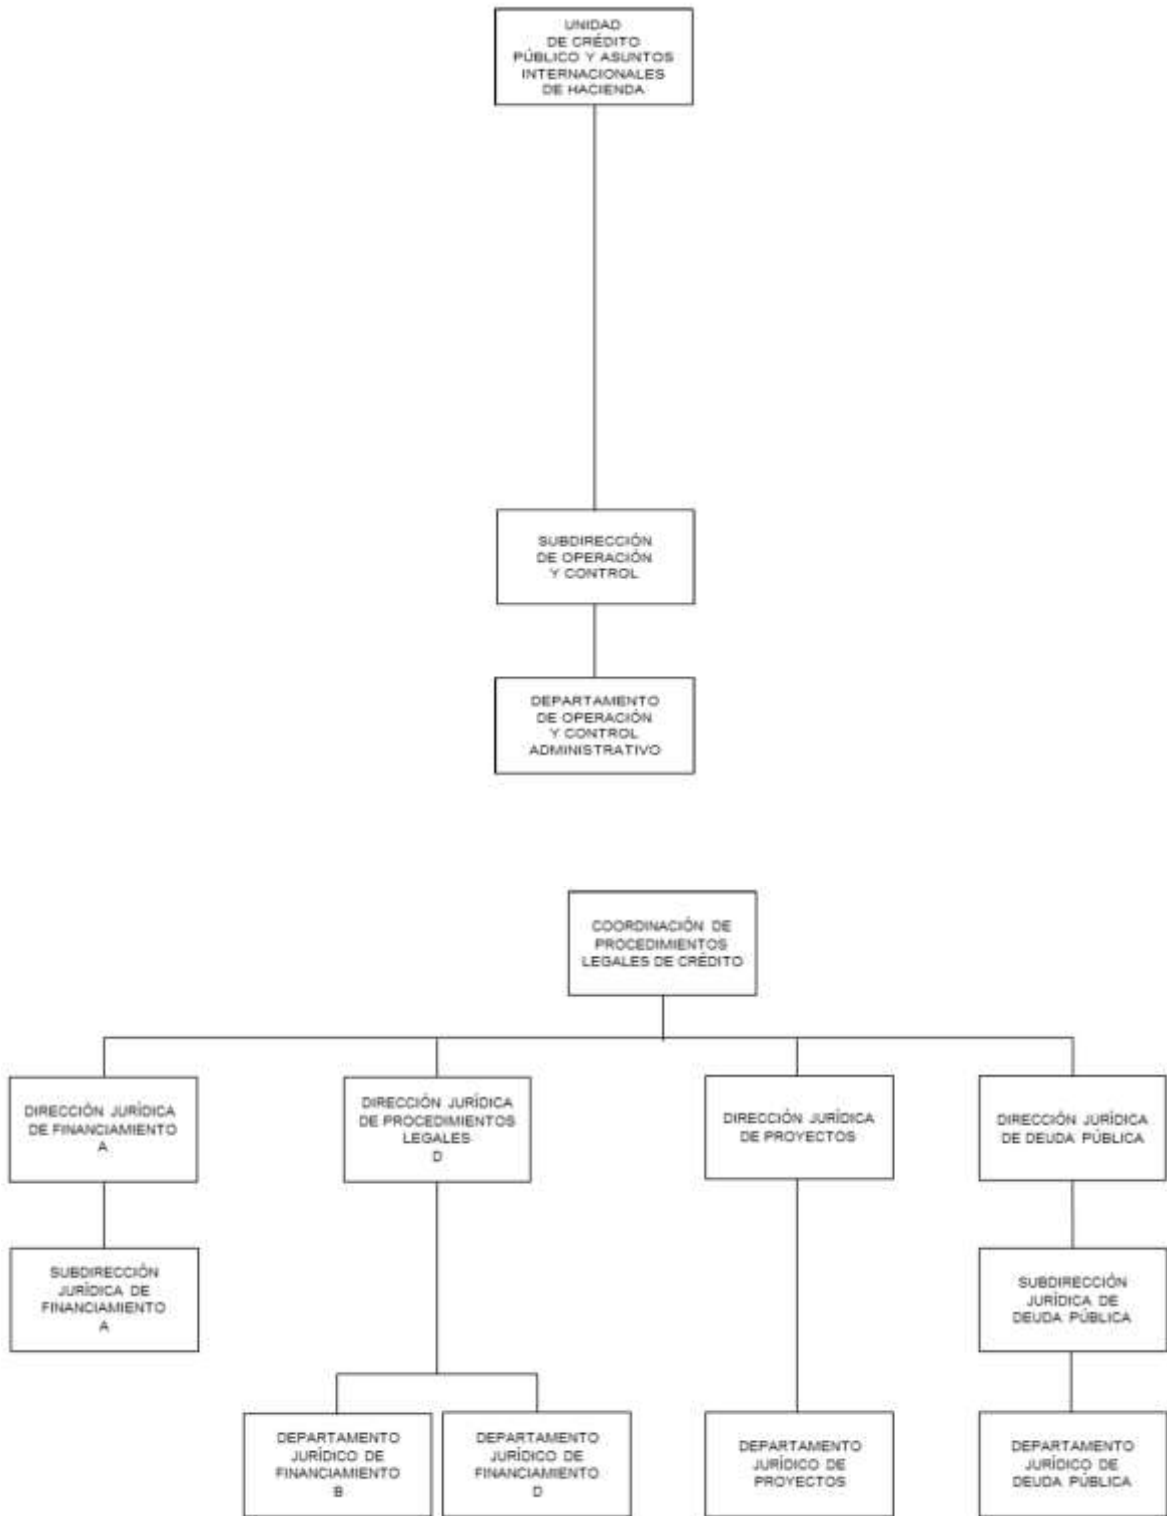 UNIDAD
DE CRÉDITO
PÚBLICO Y ASUNTOS
INTERNACIONALES
DE HACIENDA
SUBDIRECCIÓN
DE OPERACIÓN
Y CONTROL
DEPARTAMENTO
DE OPERACIÓN
Y CONTROL
ADMINISTRATIVO
COORDINACIÓN DE
PROCEDIMIENTOS
LEGALES DE CRÉDITO
DIRECCIÓN JURÍDICA
DE FINANCIAMIENTO
A
DIRECCIÓN JURÍDICA
DE PROCEDIMIENTOS
LEGALES
D
DIRECCIÓN JURÍDICA
DE PROYECTOS
DIRECCIÓN JURÍDICA
DE DEUDA PÚBLICA
SUBDIRECCIÓN
JURÍDICA DE
FINANCIAMIENTO
A
SUBDIRECCIÓN
JURÍDICA DE
DEUDA PÚBLICA
DEPARTAMENTO
JURÍDICO DE
FINANCIAMIENTO
B
DEPARTAMENTO
JURÍDICO DE
FINANCIAMIENTO
D
DEPARTAMENTO
JURÍDICO DE
PROYECTOS
DEPARTAMENTO
JURÍDICO DE
DEUDA PÚBLICA